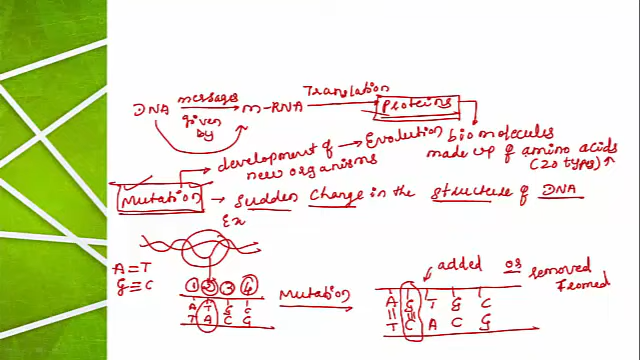 DNA messages given by m-RNA Translation Proteins
biomolecules made up of amino acids (20 types) ↑
development of new organisms → Evolution
Mutation → Sudden change in the structure of DNA
Ex
A=T
G≡C
1 2 3 4
A T G C
T A C G
Mutation
added or removed
A G T G C
T C A C G